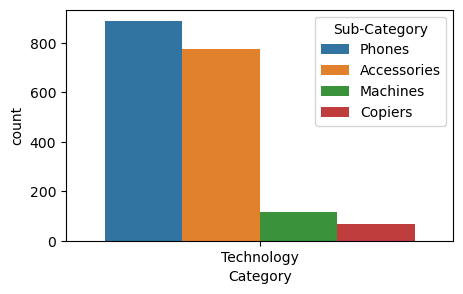 Sub-Category
Phones
Accessories
Machines
Copiers
800
600
400
200
0
count
Technology
Category